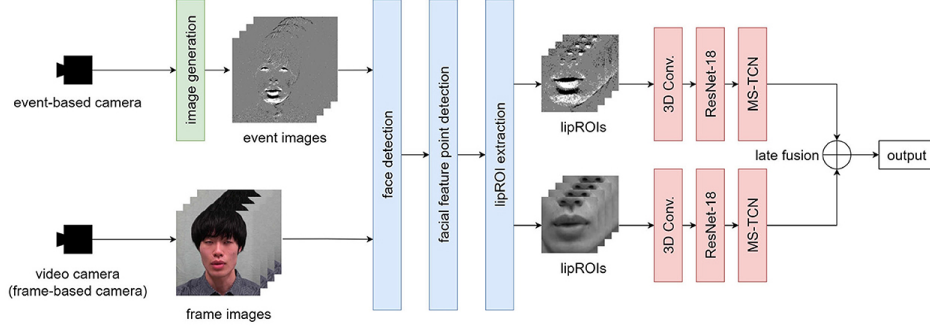 event-based camera
image generation
event images
video camera
(frame-based camera)
frame images
face detection
facial feature point detection
lipROI extraction
lipROIs
3D Conv.
ResNet-18
MS-TCN
lipROIs
3D Conv.
ResNet-18
MS-TCN
late fusion
output